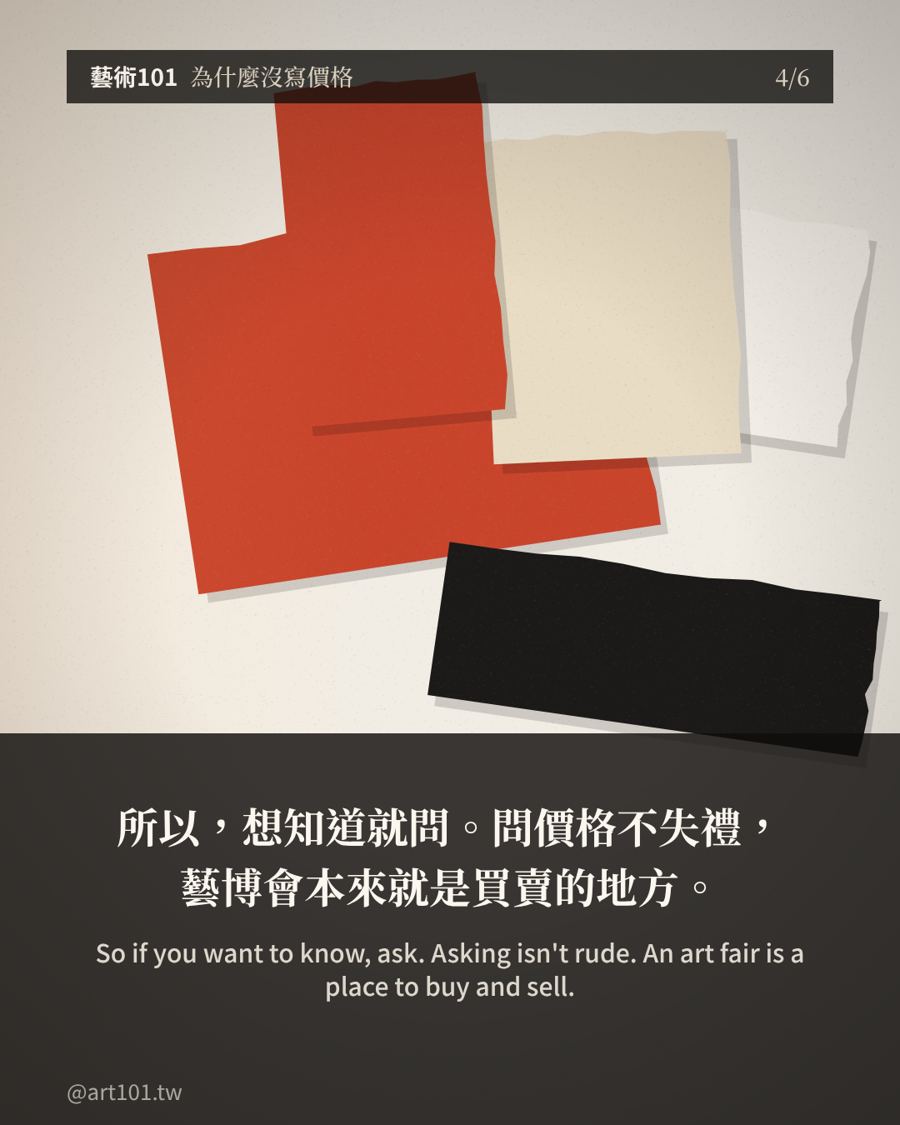 藝術101 為什麼沒寫價格 4/6
所以，想知道就問。問價格不失禮，
藝博會本來就是買賣的地方。
So if you want to know, ask. Asking isn't rude. An art fair is a
place to buy and sell.
@art101.tw